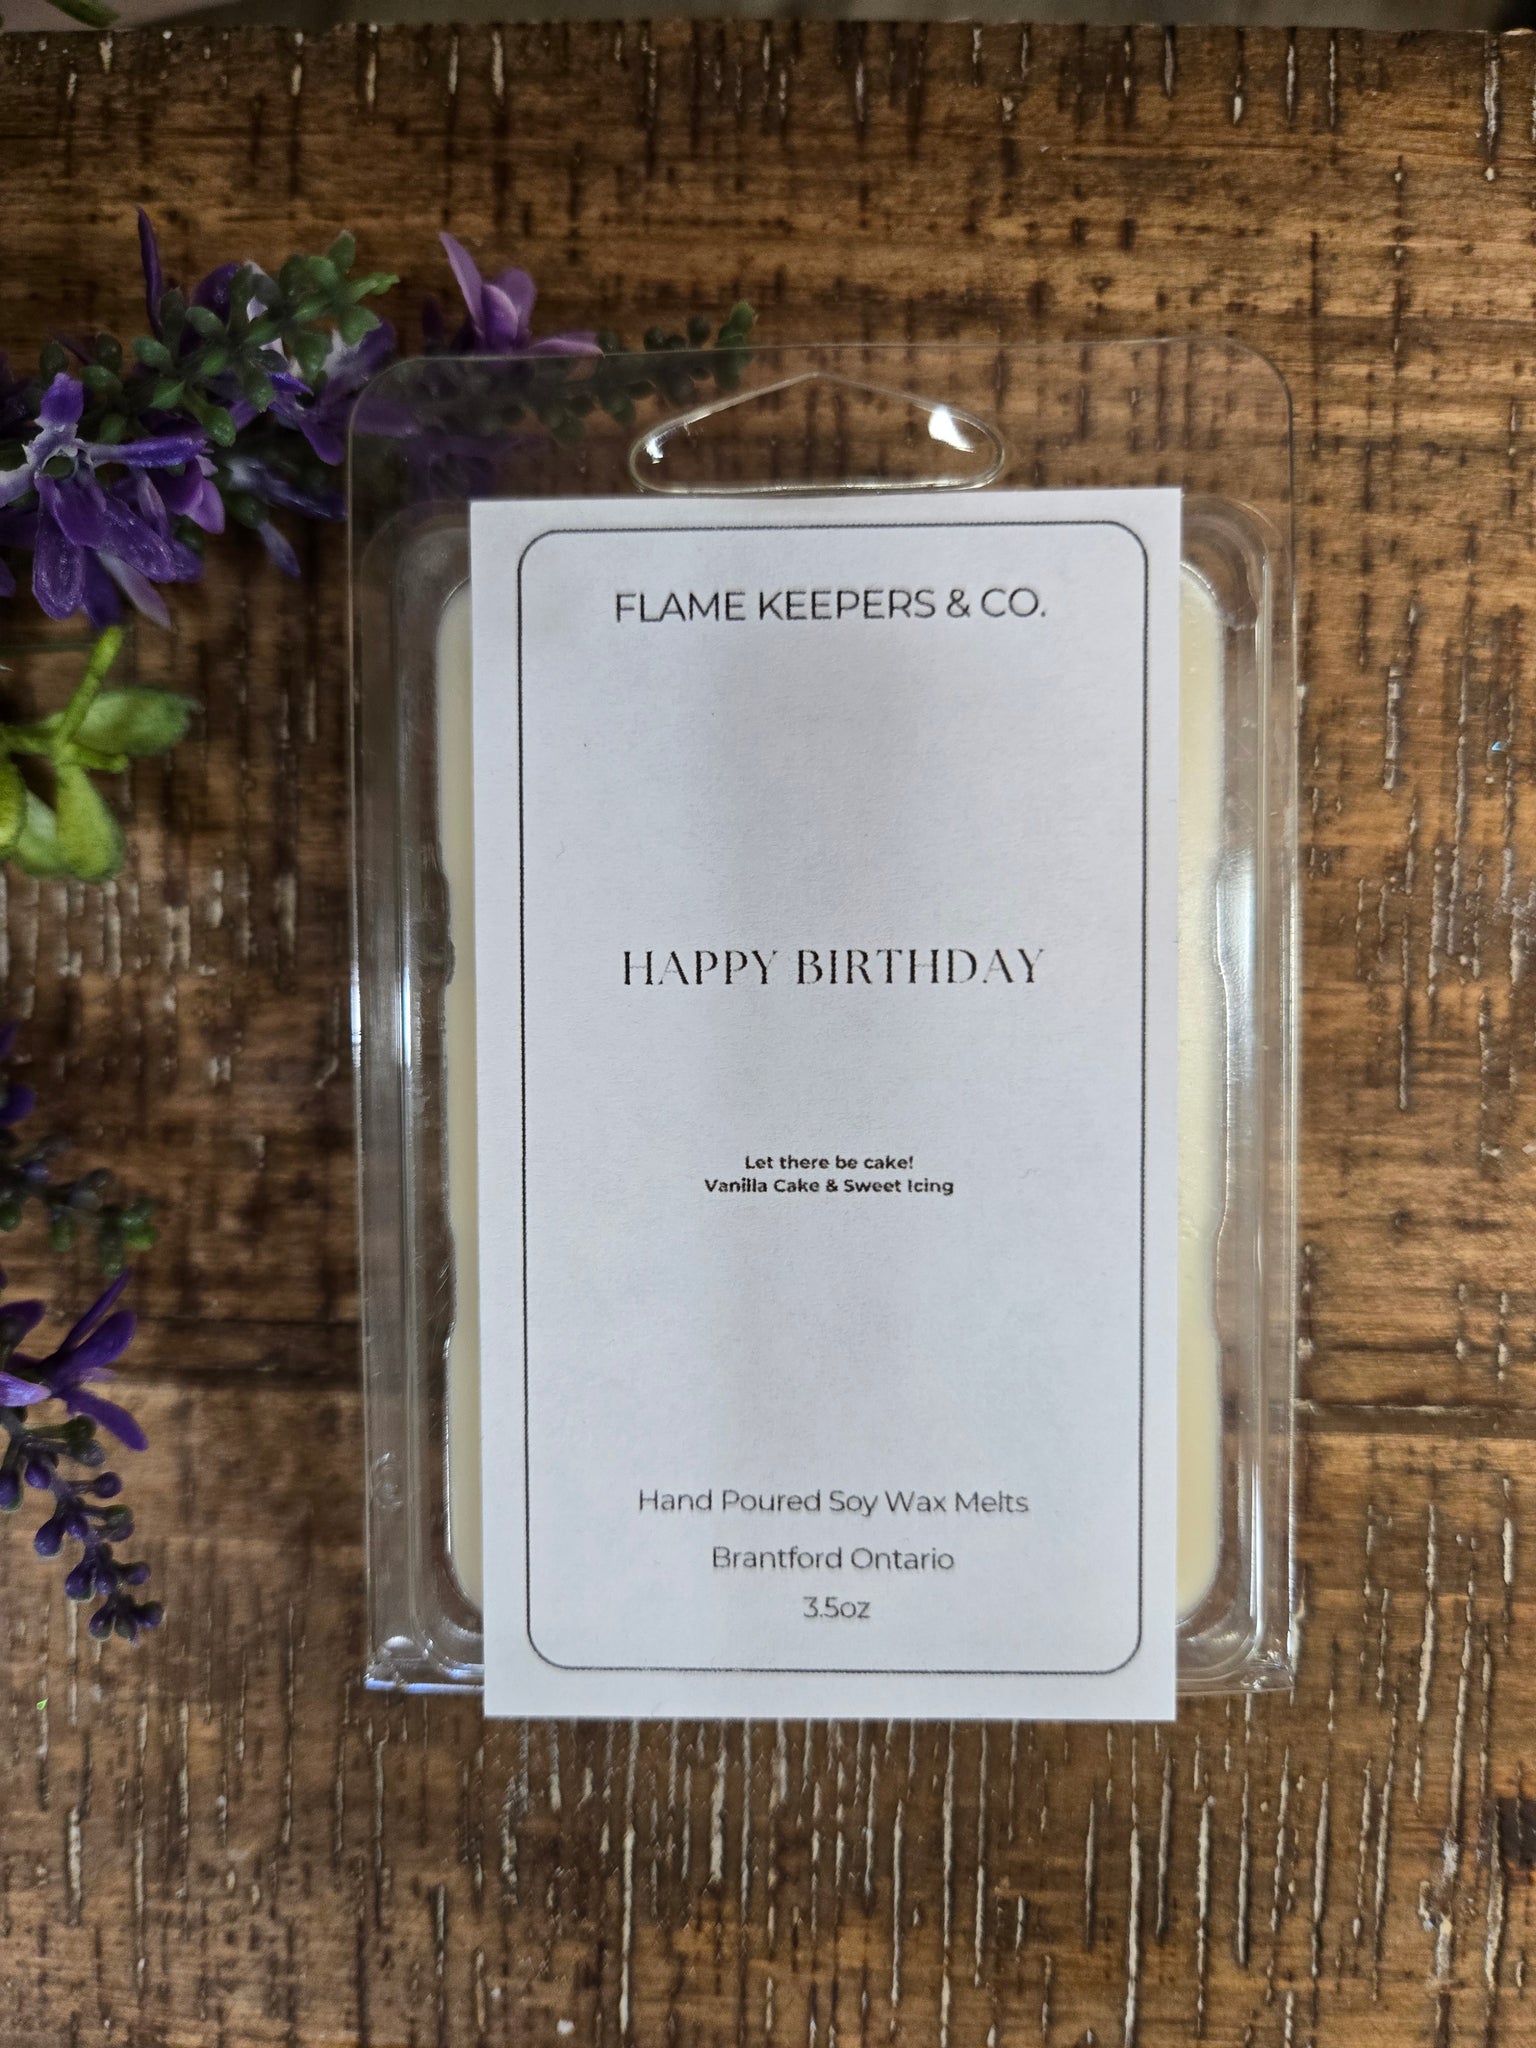 FLAME KEEPERS & CO.
HAPPY BIRTHDAY
Let there be cake!
Vanilla Cake & Sweet Icing
Hand Poured Soy Wax Melts
Brantford Ontario
3.5oz